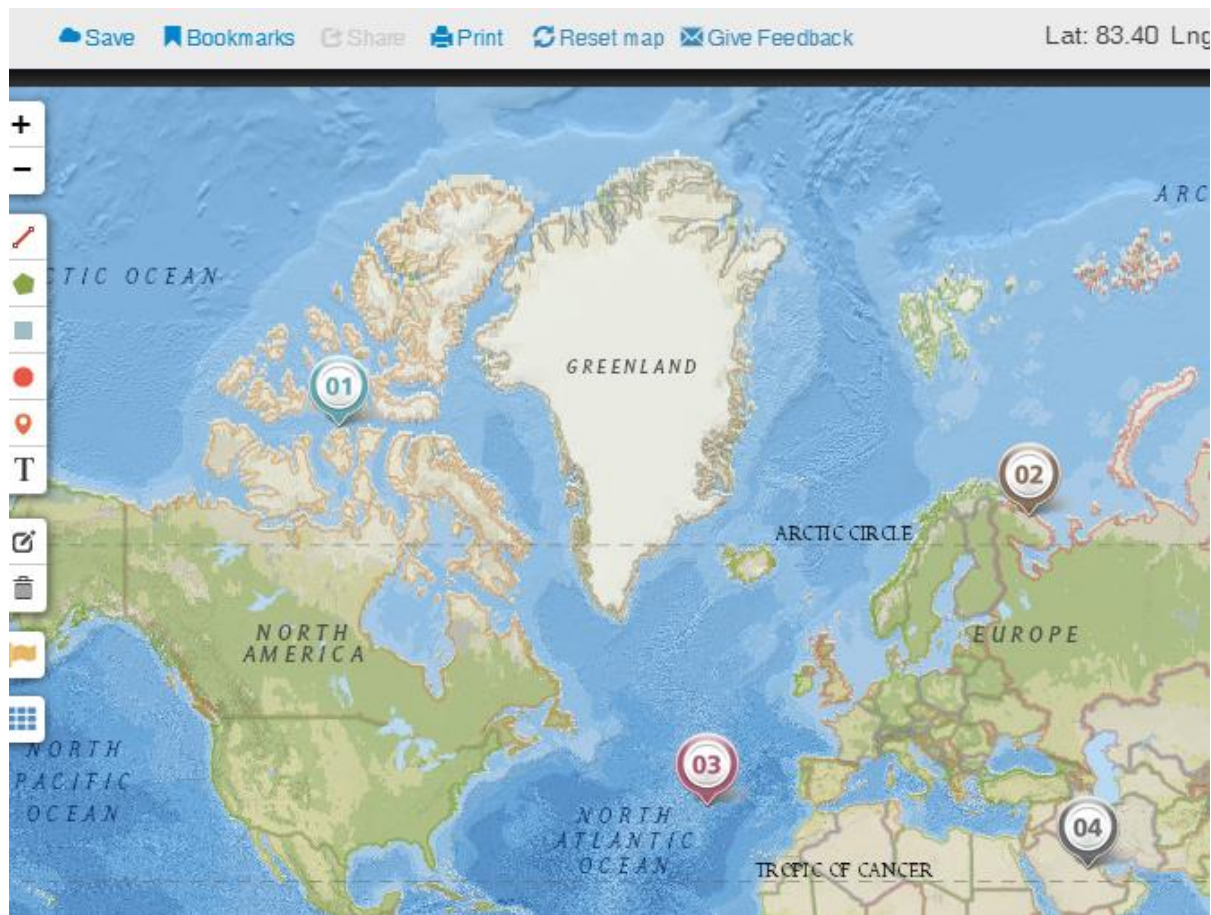 Save Bookmarks Share Print Reset map Give Feedback Lat: 83.40 Lng
+
−
ARC
CTIC OCEAN
GREENLAND
01
T
02
ARCTIC CIRCLE
NORTH
AMERICA
EUROPE
NORTH
PACIFIC
OCEAN
03
NORTH
ATLANTIC
OCEAN
04
TROPIC OF CANCER